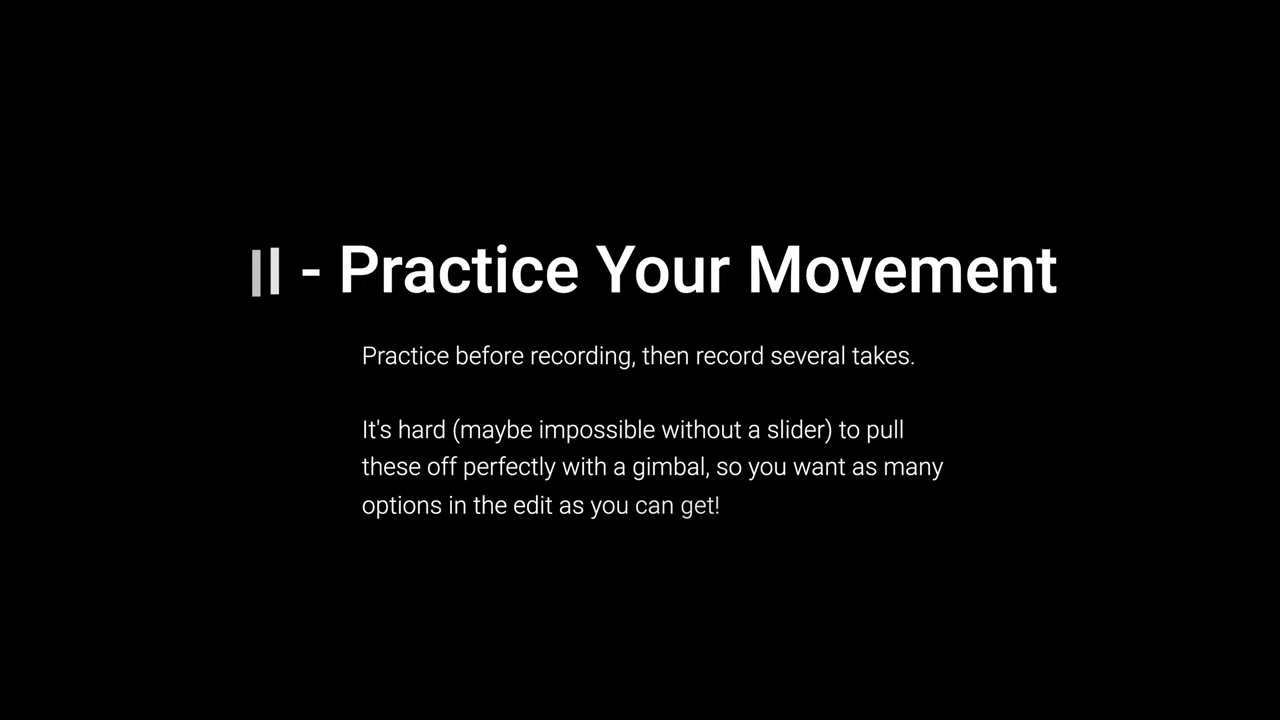 II - Practice Your Movement
Practice before recording, then record several takes.
It's hard (maybe impossible without a slider) to pull
these off perfectly with a gimbal, so you want as many
options in the edit as you can get!